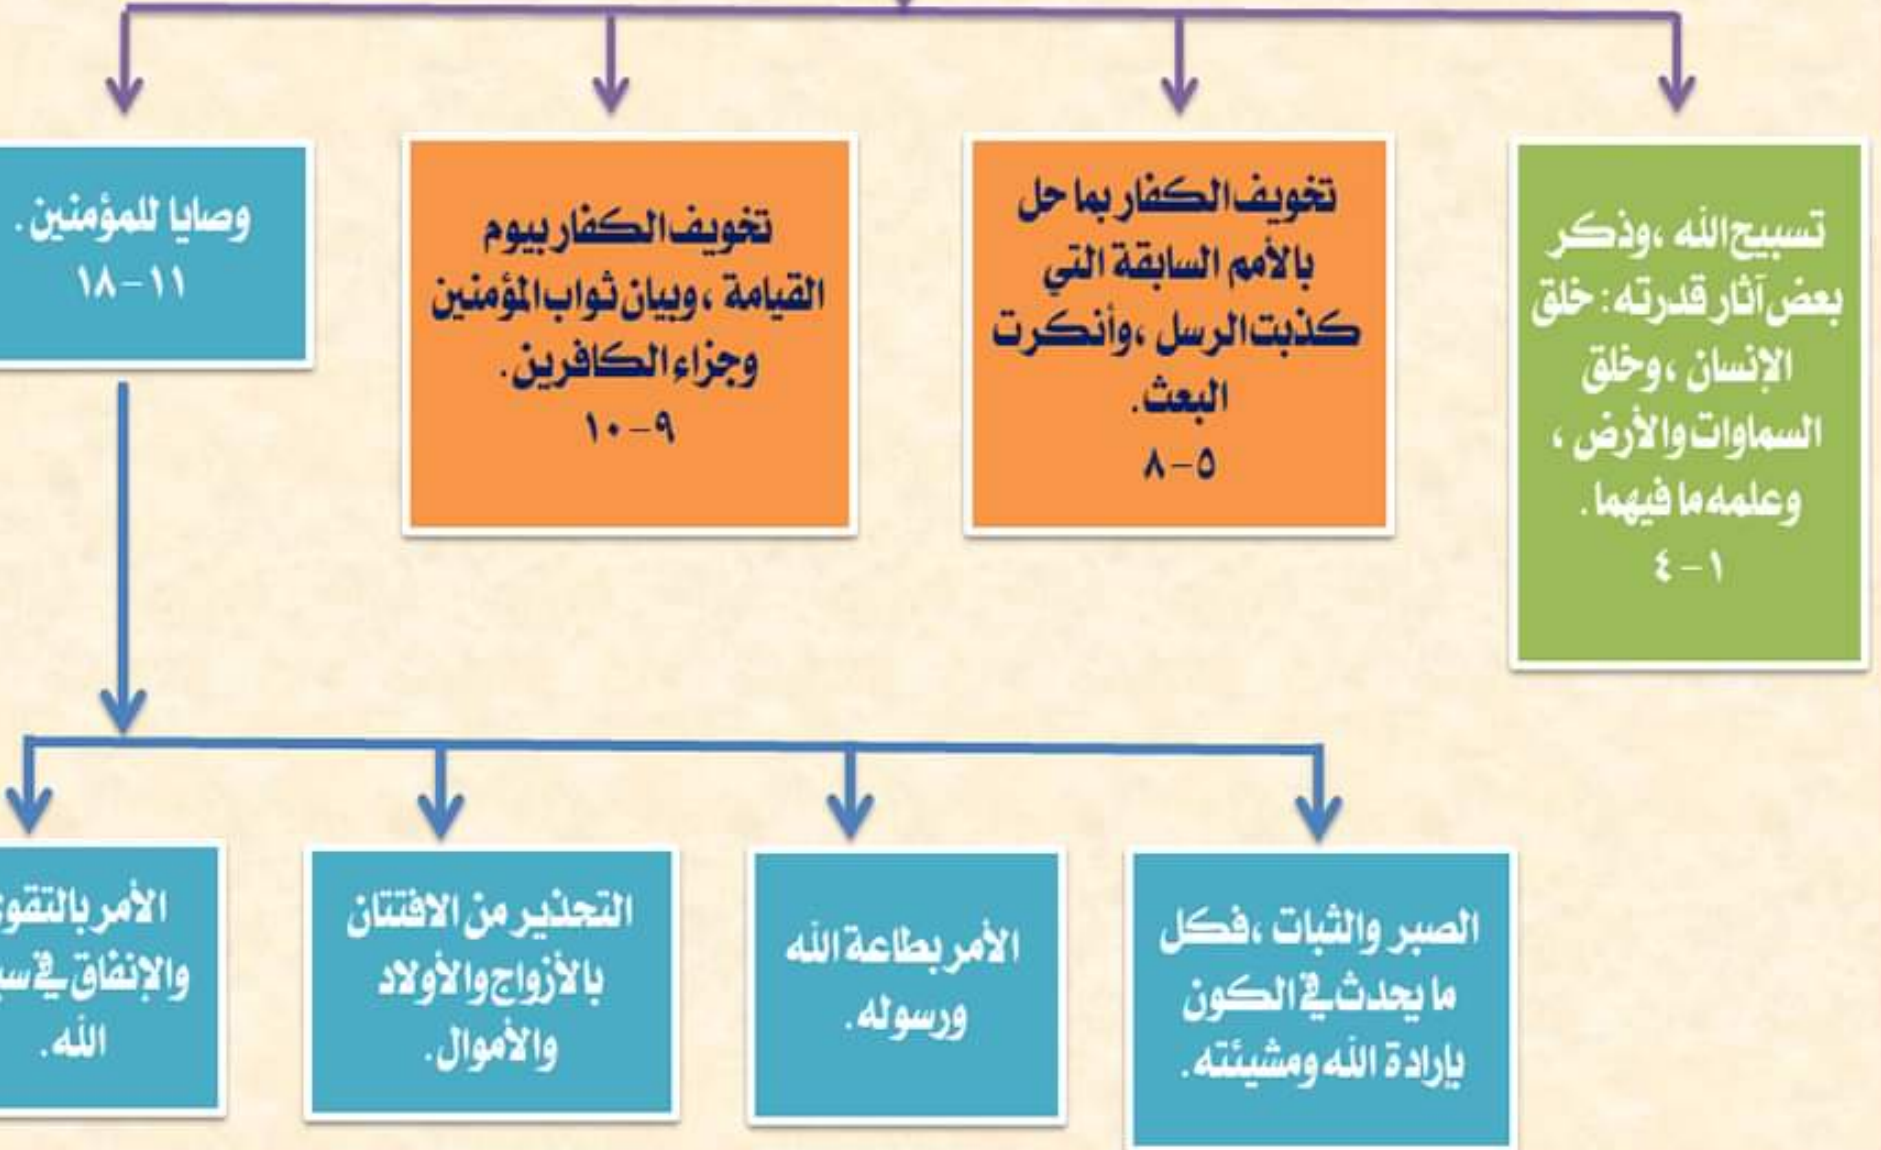 تسبيح الله ،وذكر
بعض آثار قدرته: خلق
الإنسان ،وخلق
السماوات والأرض ،
وعلمه ما فيهما.
١ – ٤
تخويف الكفار بما حل
بالأمم السابقة التي
كذبت الرسل ،وأنكرت
البعث.
٥ – ٨
تخويف الكفار بيوم
القيامة ، وبيان ثواب المؤمنين
وجزاء الكافرين.
٩ – ١٠
وصايا للمؤمنين.
١١ – ١٨
الصبر والثبات ،فكل
ما يحدث في الكون
بإرادة الله ومشيئته.
الأمر بطاعة الله
ورسوله.
التحذير من الافتتان
بالأزواج والأولاد
والأموال.
الأمر
والإنفاق في
الله.